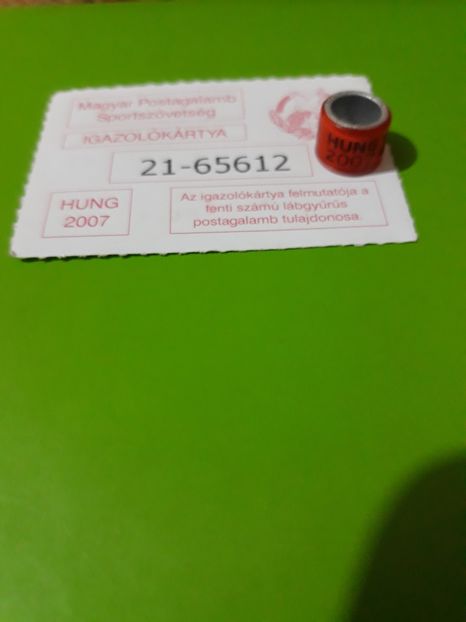 Magyar Postagalamb
Sportszövetség
IGAZOLÓKÁRTYA
21-65612
HUNG
2007
Az igazolókártya felmutatója a
fenti számú lábgyűrűs
postagalamb tulajdonosa.
HUNG
2007